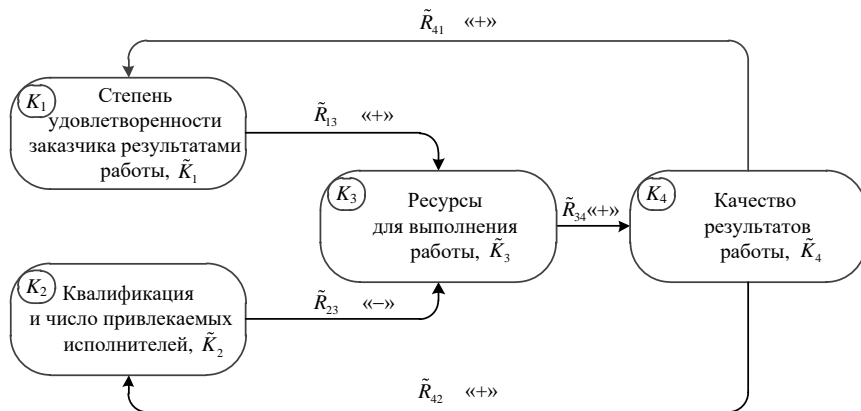 R̃₄₁ «+»
K₁
Степень
удовлетворенности
заказчика результатами
работы, K̃₁
R̃₁₃ «+»
K₃
Ресурсы
для выполнения
работы, K̃₃
R̃₃₄«+»
K₄
Качество
результатов
работы, K̃₄
K₂
Квалификация
и число привлекаемых
исполнителей, K̃₂
R̃₂₃ «−»
R̃₄₂ «+»